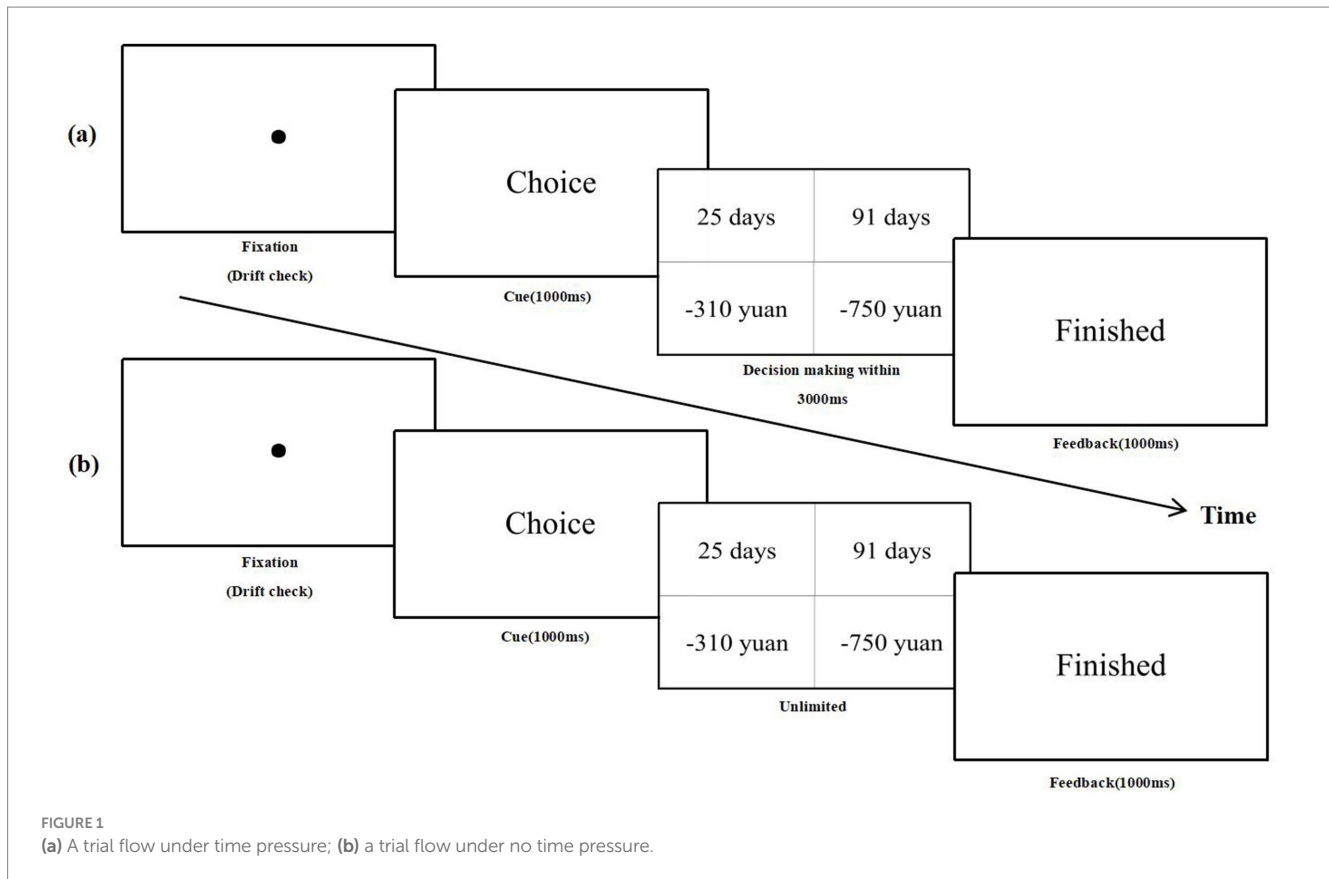 (a)
Fixation
(Drift check)
Choice
Cue(1000ms)
25 days 91 days
-310 yuan -750 yuan
Decision making within
3000ms
Finished
Feedback(1000ms)
Time
(b)
Fixation
(Drift check)
Choice
Cue(1000ms)
25 days 91 days
-310 yuan -750 yuan
Unlimited
Finished
Feedback(1000ms)
FIGURE 1
(a) A trial flow under time pressure; (b) a trial flow under no time pressure.